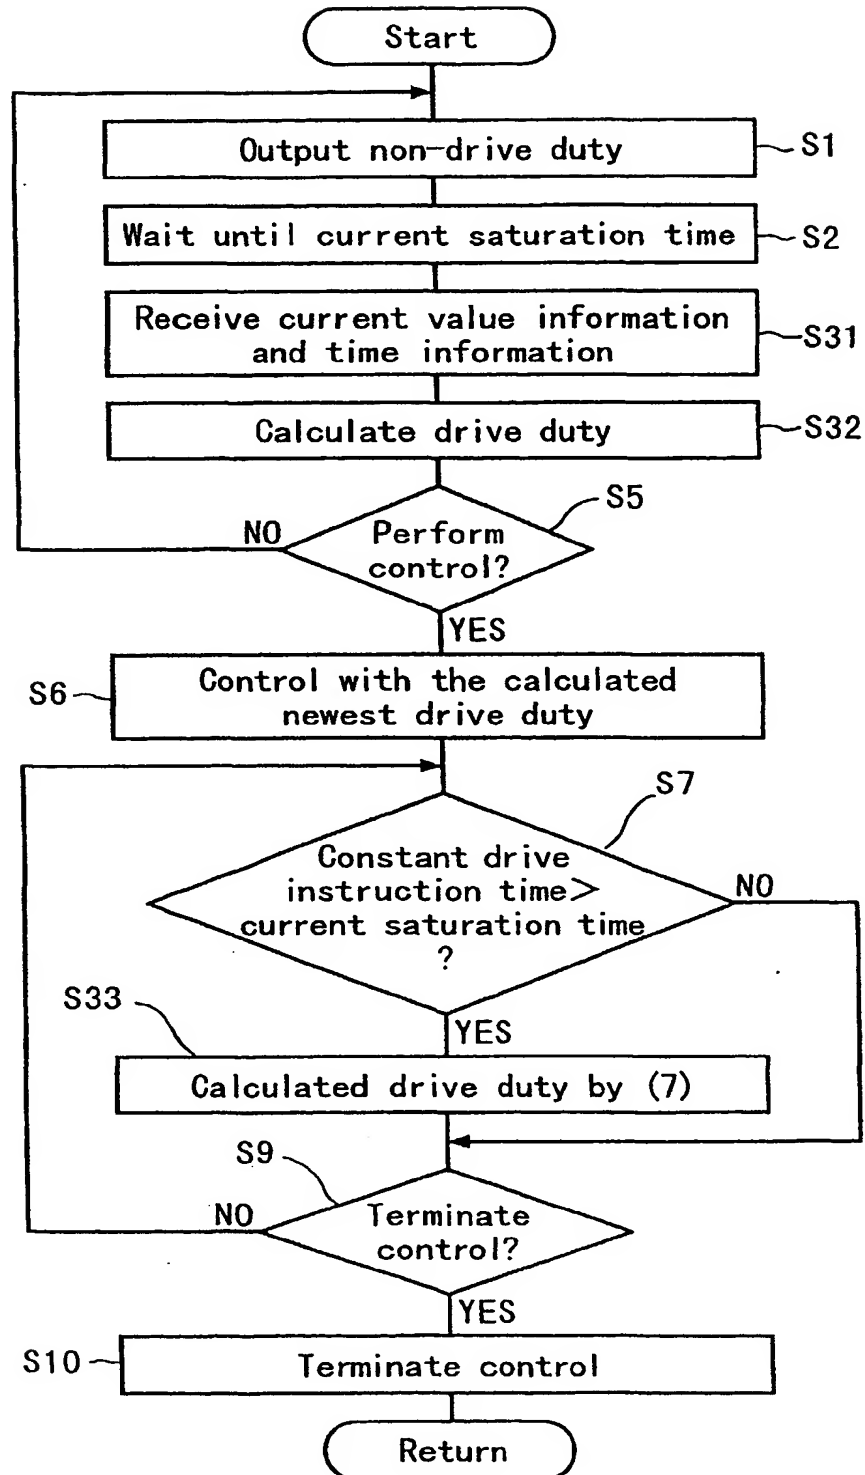 Start
Output non-drive duty
S1
Wait until current saturation time
S2
Receive current value information
and time information
S31
Calculate drive duty
S32
S5
NO
Perform
control?
YES
S6
Control with the calculated
newest drive duty
S7
Constant drive
instruction time>
current saturation time
?
NO
S33
YES
Calculated drive duty by (7)
S9
NO
Terminate
control?
YES
S10
Terminate control
Return